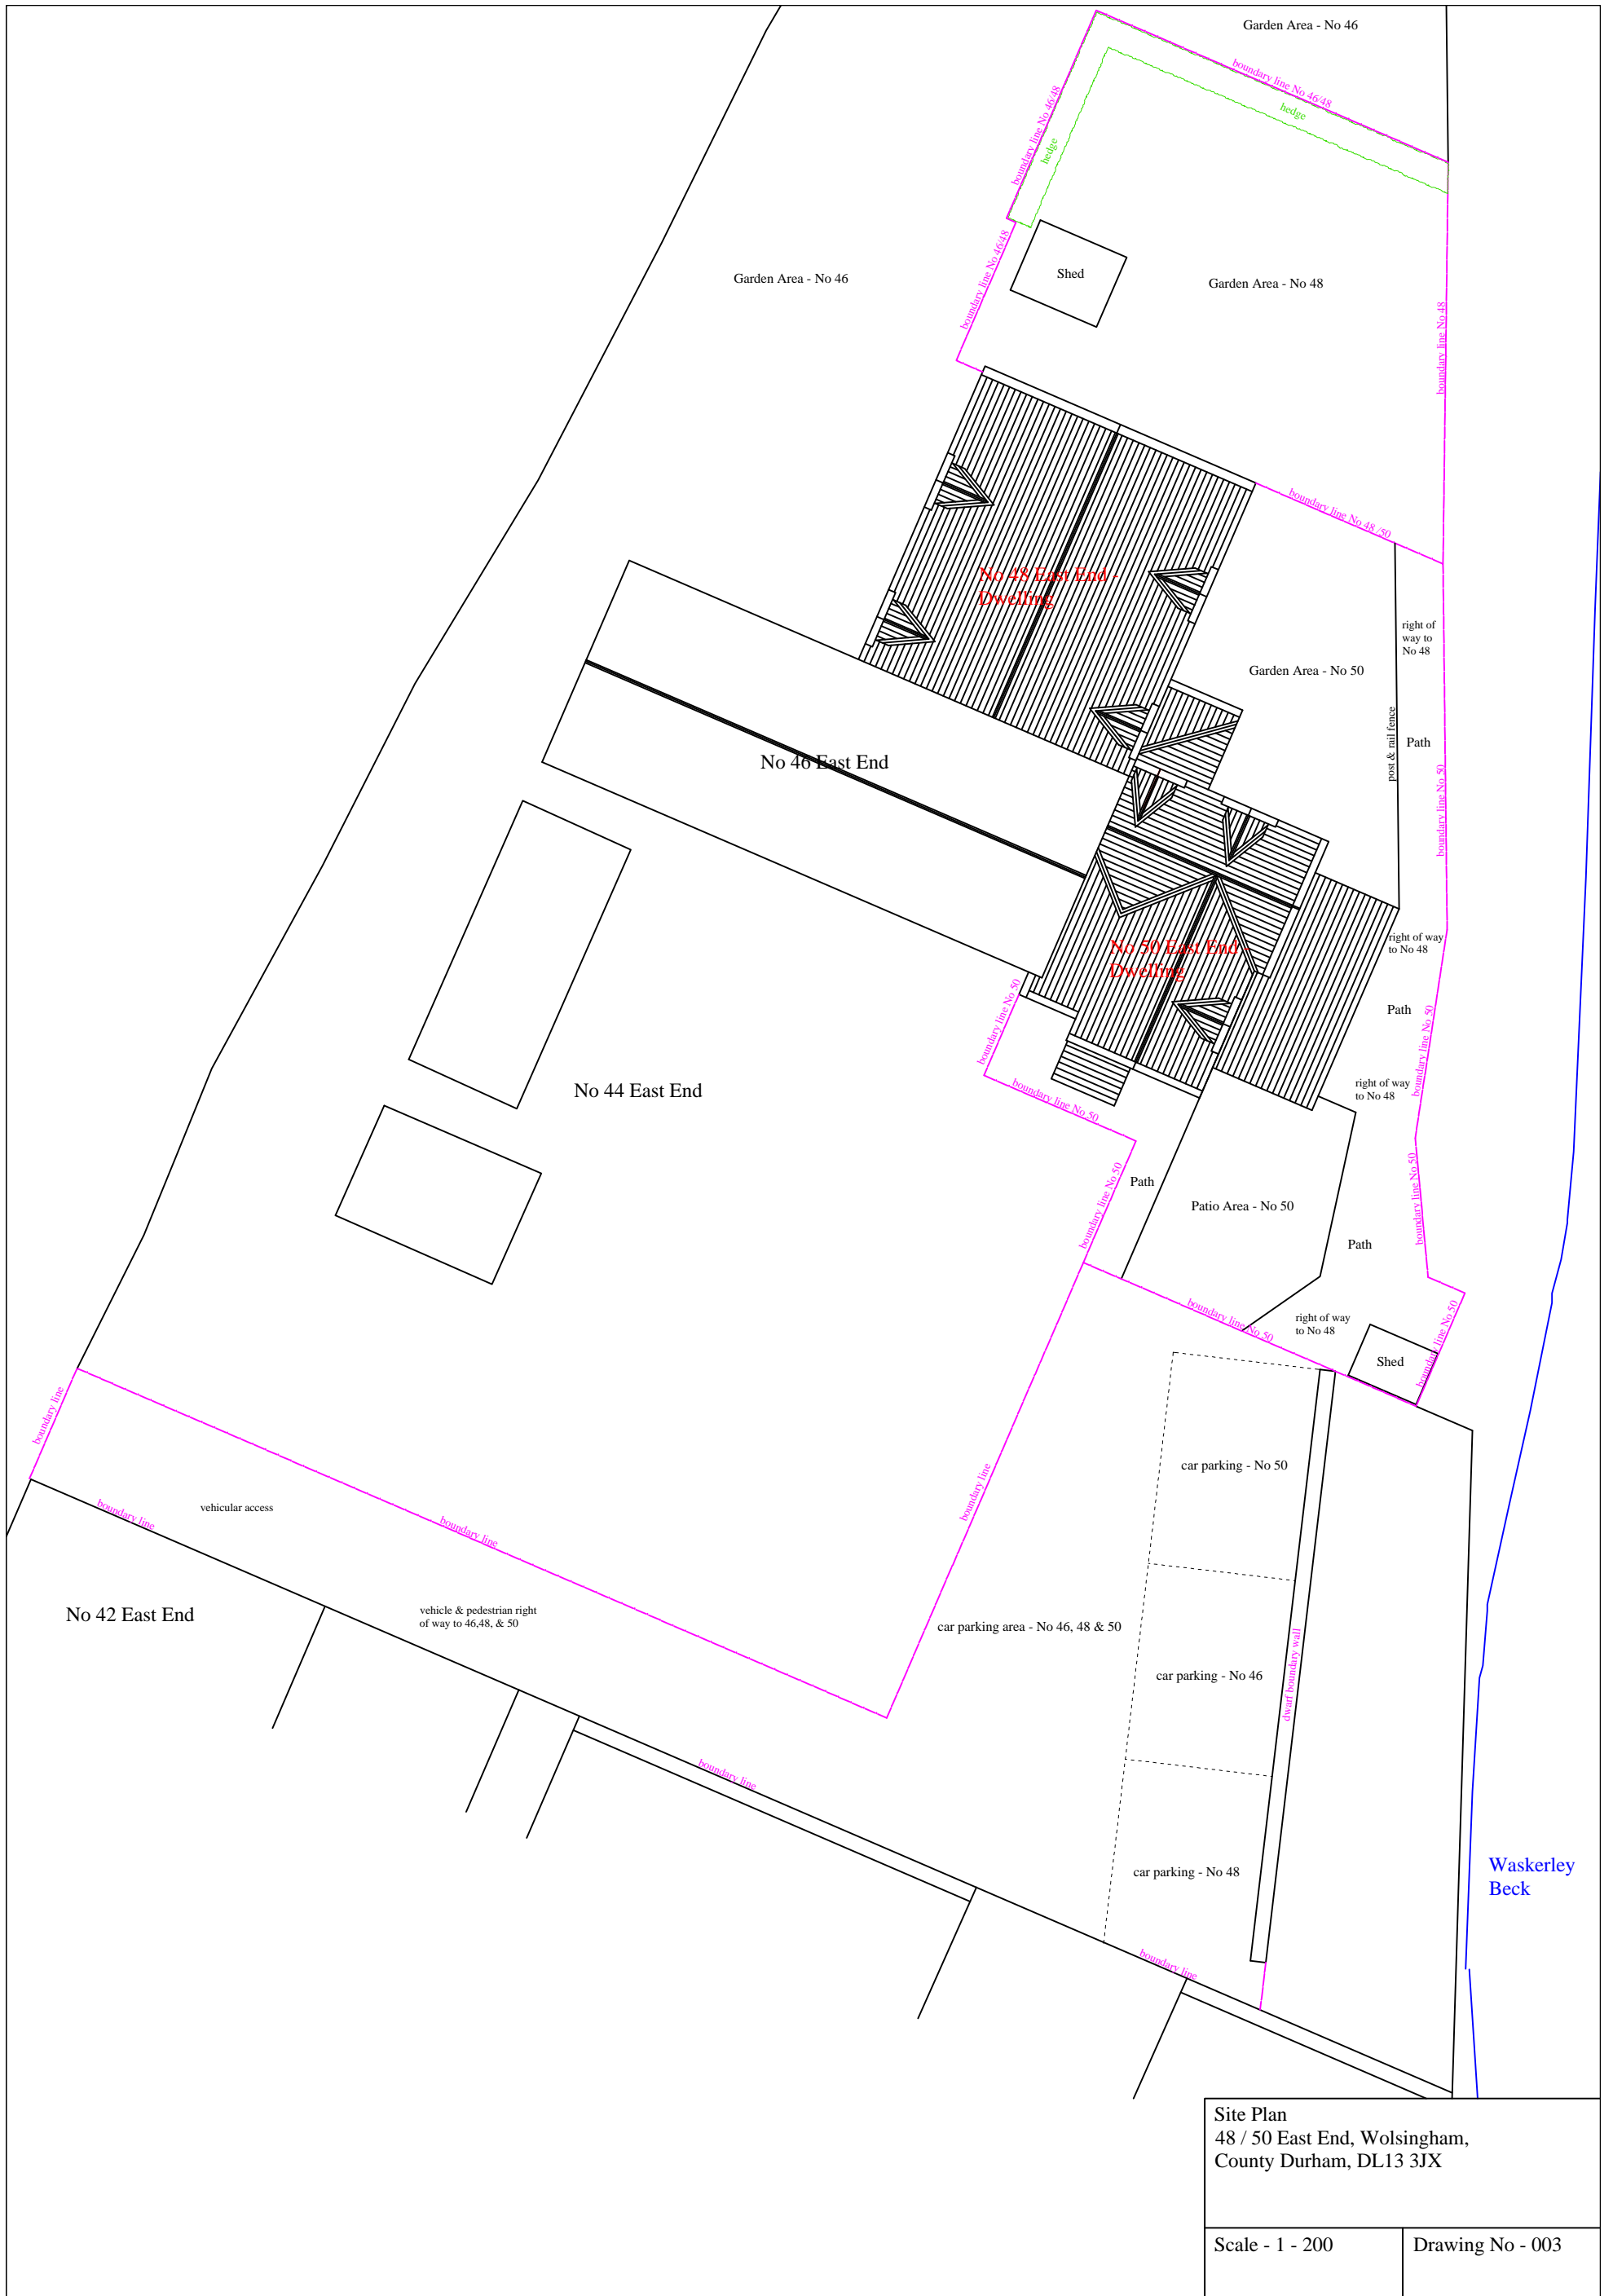 Garden Area - No 46
boundary line No 46/48
hedge
boundary line No 46/48
hedge
boundary line No 46/48
Garden Area - No 46
Shed
Garden Area - No 48
boundary line No 48
boundary line No 48 /50
No 48 East End -
Dwelling
right of
way to
No 48
Garden Area - No 50
post & rail fence
Path
boundary line No 50
No 46 East End
No 50 East End -
Dwelling
right of way
to No 48
Path
boundary line No 50
boundary line No 50
right of way
to No 48
No 44 East End
boundary line No 50
boundary line No 50
boundary line No 50
Path
Patio Area - No 50
Path
boundary line No 50
right of way
to No 48
boundary line No 50
Shed
boundary line
car parking - No 50
boundary line
vehicular access
boundary line
boundary line
No 42 East End
vehicle & pedestrian right
of way to 46,48, & 50
car parking area - No 46, 48 & 50
car parking - No 46
dwarf boundary wall
boundary line
car parking - No 48
Waskerley
Beck
boundary line
Site Plan
48 / 50 East End, Wolsingham,
County Durham, DL13 3JX
Scale - 1 - 200
Drawing No - 003